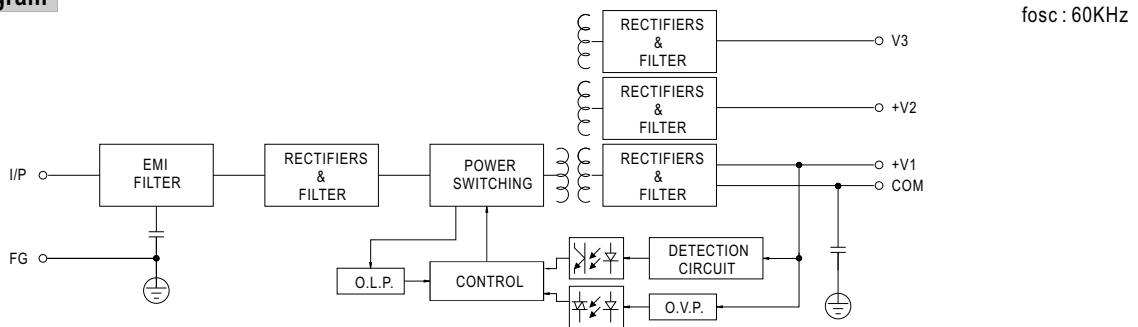 fosc : 60KHz
RECTIFIERS
&
FILTER
V3
RECTIFIERS
&
FILTER
+V2
I/P
EMI
FILTER
RECTIFIERS
&
FILTER
POWER
SWITCHING
RECTIFIERS
&
FILTER
+V1
COM
FG
O.L.P.
CONTROL
DETECTION
CIRCUIT
O.V.P.